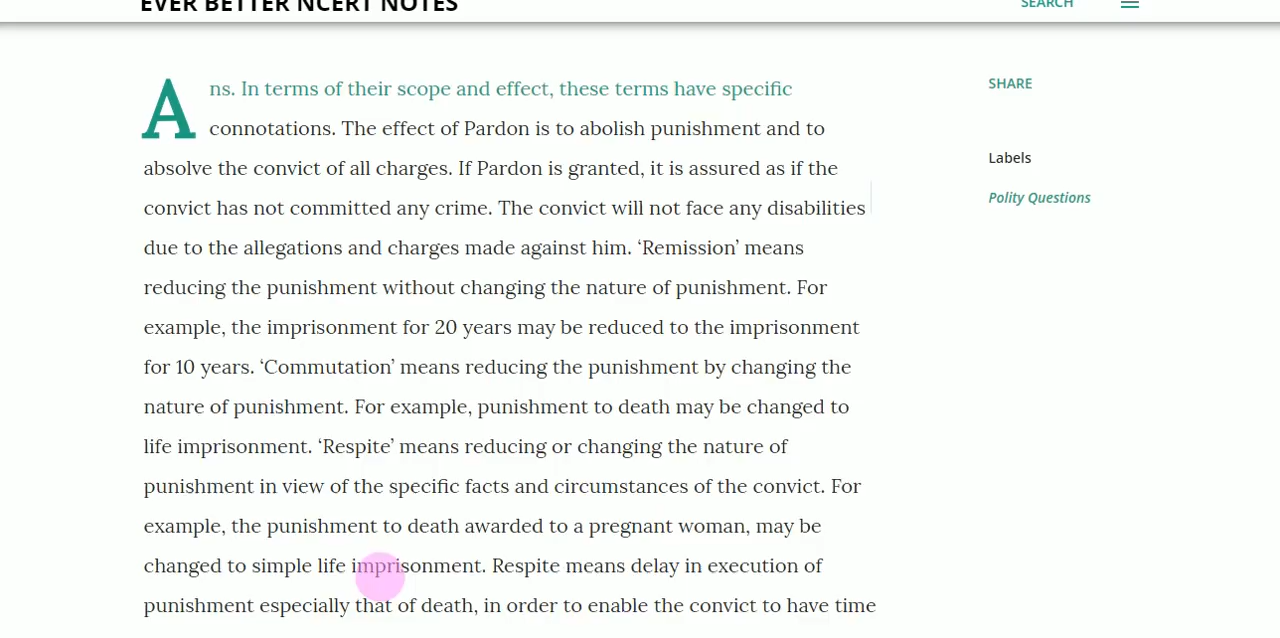 EVER BETTER NCERT NOTES
SEARCH
Ans. In terms of their scope and effect, these terms have specific
connotations. The effect of Pardon is to abolish punishment and to
absolve the convict of all charges. If Pardon is granted, it is assured as if the
convict has not committed any crime. The convict will not face any disabilities
due to the allegations and charges made against him. ‘Remission’ means
reducing the punishment without changing the nature of punishment. For
example, the imprisonment for 20 years may be reduced to the imprisonment
for 10 years. ‘Commutation’ means reducing the punishment by changing the
nature of punishment. For example, punishment to death may be changed to
life imprisonment. ‘Respite’ means reducing or changing the nature of
punishment in view of the specific facts and circumstances of the convict. For
example, the punishment to death awarded to a pregnant woman, may be
changed to simple life imprisonment. Respite means delay in execution of
punishment especially that of death, in order to enable the convict to have time
SHARE
Labels
Polity Questions